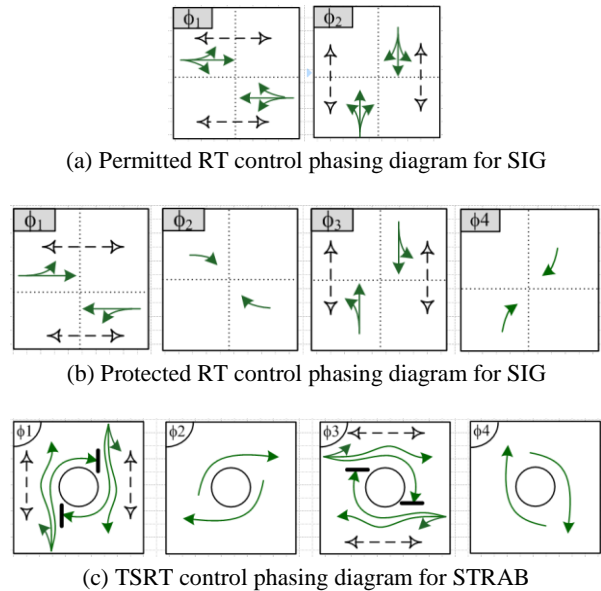 ϕ1 ϕ2
(a) Permitted RT control phasing diagram for SIG
ϕ1 ϕ2 ϕ3 ϕ4
(b) Protected RT control phasing diagram for SIG
ϕ1 ϕ2 ϕ3 ϕ4
(c) TSRT control phasing diagram for STRAB